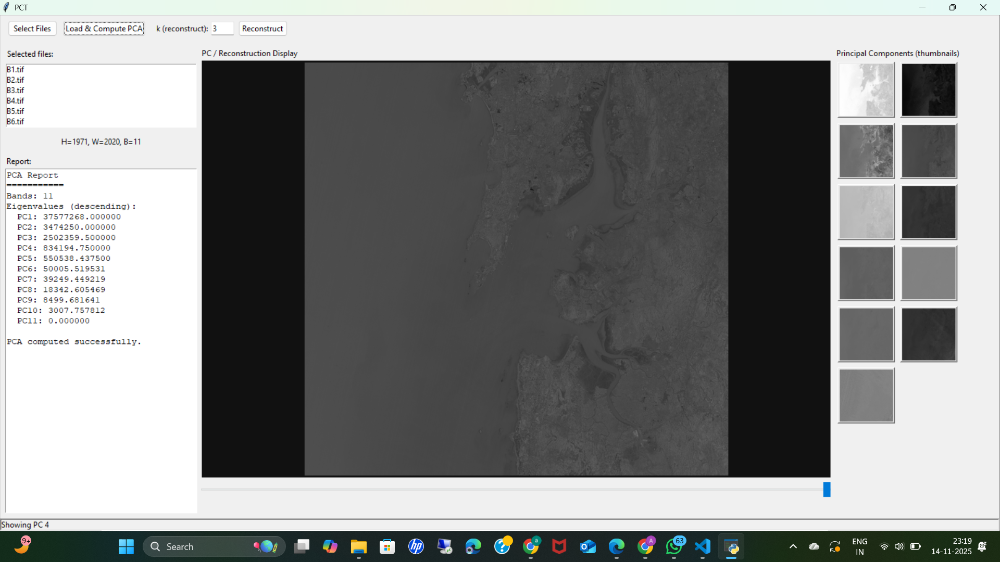 PCT
Select Files
Load & Compute PCA
k (reconstruct): 3
Reconstruct
Selected files:
B1.tif
B2.tif
B3.tif
B4.tif
B5.tif
B6.tif
H=1971, W=2020, B=11
Report:
PCA Report
===========
Bands: 11
Eigenvalues (descending):
PC1: 37577268.000000
PC2: 3474250.000000
PC3: 2502359.500000
PC4: 834194.750000
PC5: 550538.437500
PC6: 50005.519531
PC7: 39249.449219
PC8: 18342.605469
PC9: 8499.681641
PC10: 3007.757812
PC11: 0.000000
PCA computed successfully.
PC / Reconstruction Display
Principal Components (thumbnails)
Showing PC 4
9+
Search
hp
a
A
63
ENG
IN
23:19
14-11-2025